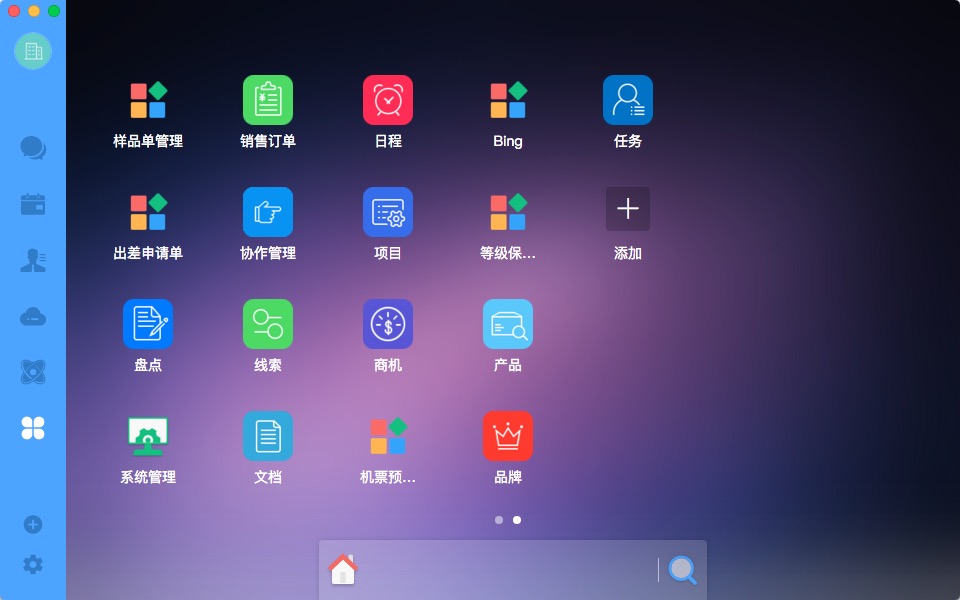 样品单管理
销售订单
日程
Bing
任务
出差申请单
协作管理
项目
等级保...
添加
盘点
线索
商机
产品
系统管理
文档
机票预...
品牌